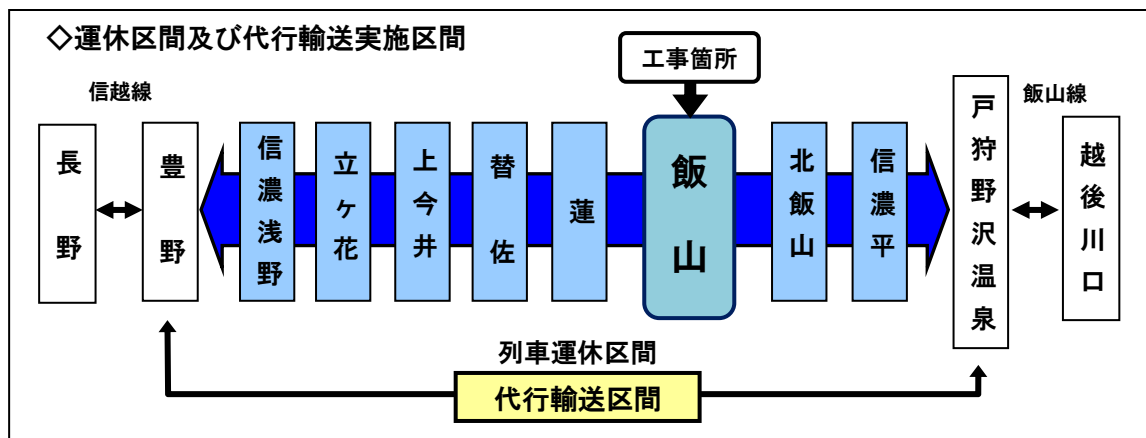 ◇運休区間及び代行輸送実施区間
工事箇所
信越線
飯山線
長野
豊野
信濃浅野
立ヶ花
上今井
替佐
蓮
飯山
北飯山
信濃平
戸狩野沢温泉
越後川口
列車運休区間
代行輸送区間